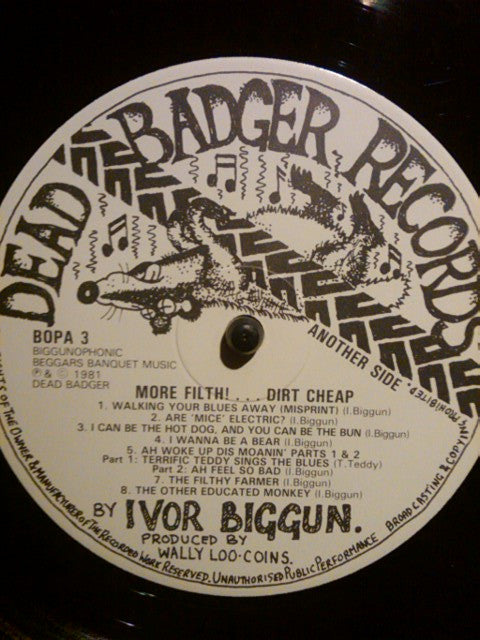 DEAD BADGER RECORDS
BOPA 3
BIGGUNOPHONIC
BEGGARS BANQUET MUSIC
℗ & © 1981
DEAD BADGER
ANOTHER SIDE.
MORE FILTH! . . . DIRT CHEAP
1. WALKING YOUR BLUES AWAY (MISPRINT) (I.Biggun)
2. ARE 'MICE' ELECTRIC? (I.Biggun)
3. I CAN BE THE HOT DOG, AND YOU CAN BE THE BUN (I.Biggun)
4. I WANNA BE A BEAR (I.Biggun)
5. AH WOKE UP DIS MOANIN' PARTS 1 & 2
Part 1: TERRIFIC TEDDY SINGS THE BLUES (T.Teddy)
Part 2: AH FEEL SO BAD (I.Biggun)
7. THE FILTHY FARMER (I.Biggun)
8. THE OTHER EDUCATED MONKEY (I.Biggun)
BY IVOR BIGGUN.
PRODUCED BY
WALLY LOO-COINS.
OF THE OWNER & MANUFACTURER OF THE RECORDED WORK RESERVED. UNAUTHORISED PUBLIC PERFORMANCE BROADCASTING & COPYING PROHIBITED.